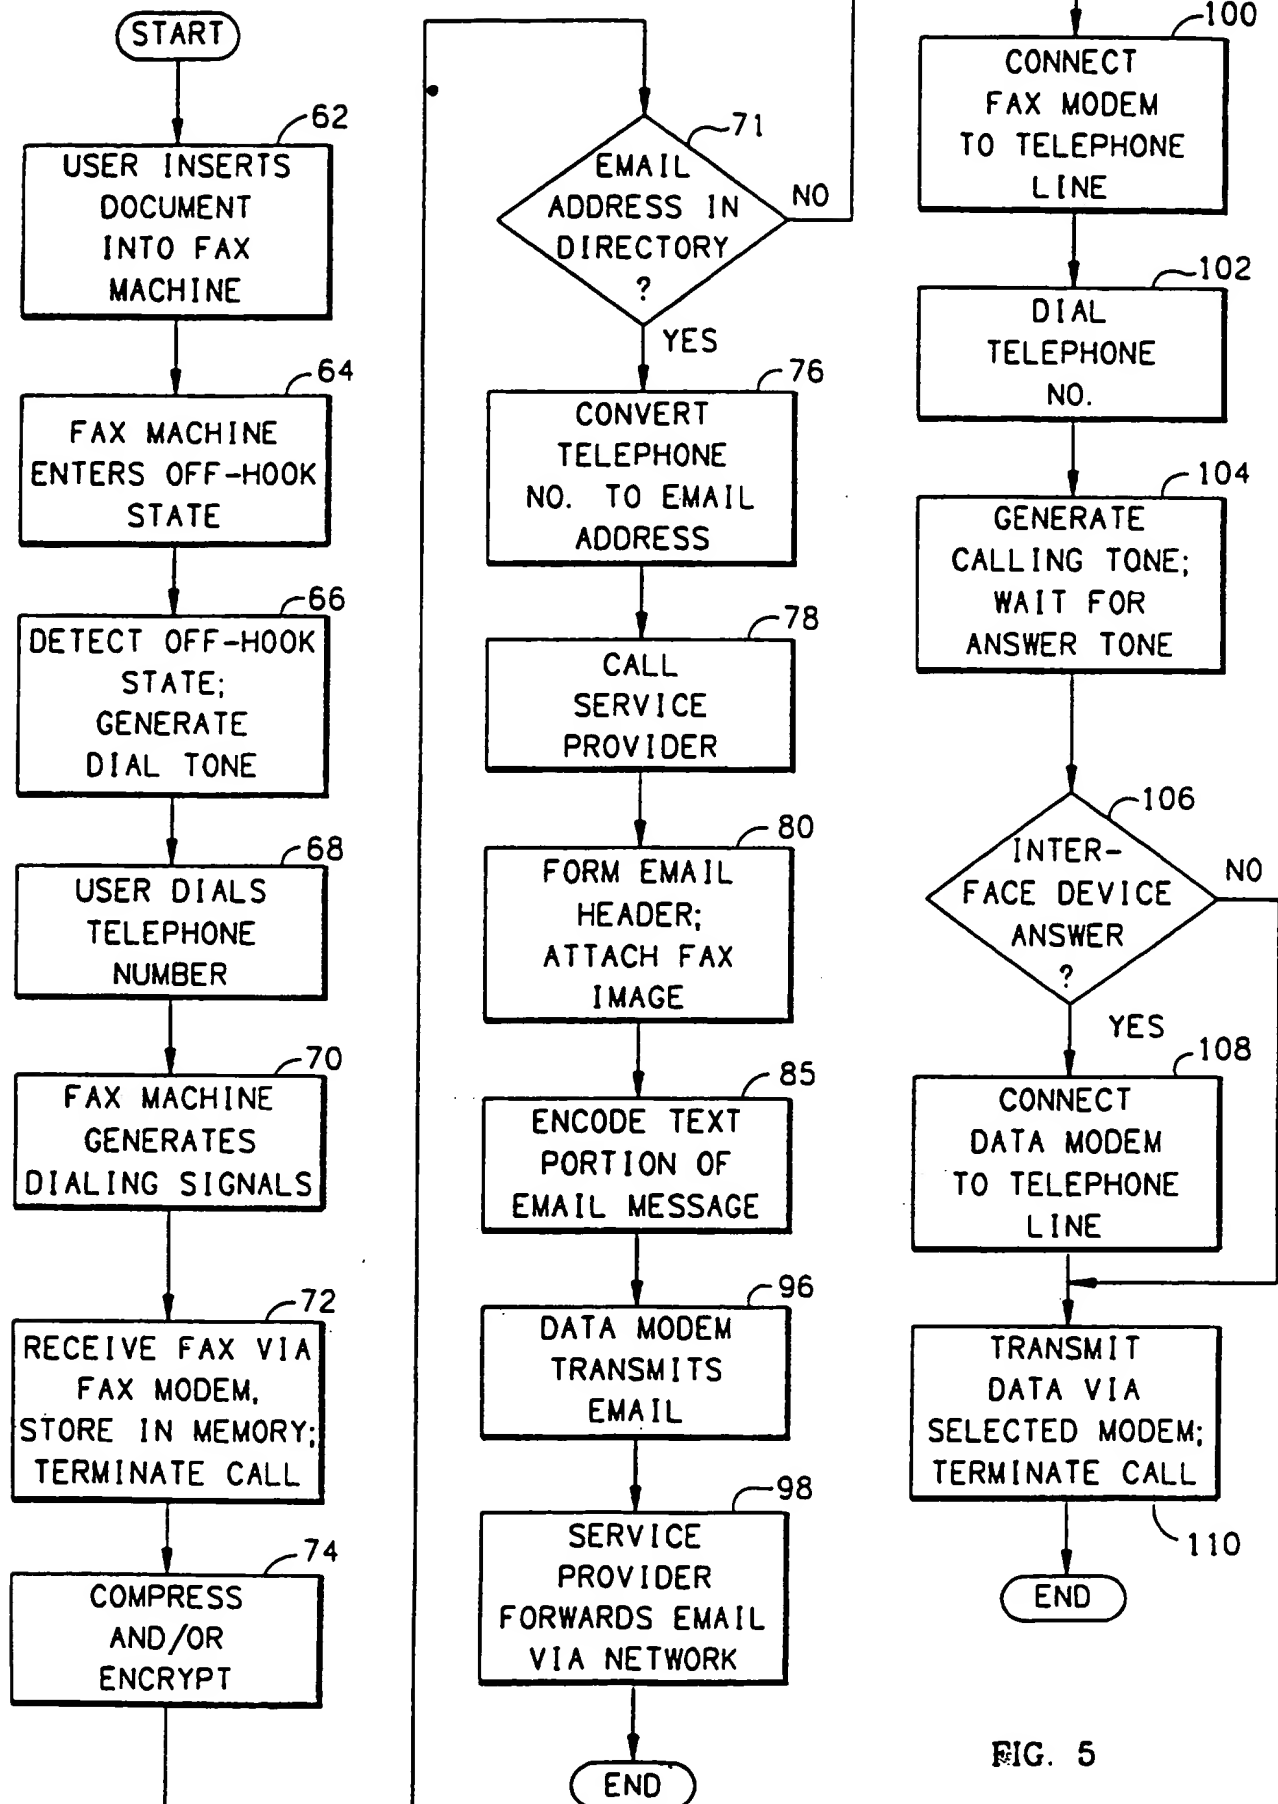 START
62
USER INSERTS
DOCUMENT
INTO FAX
MACHINE
64
FAX MACHINE
ENTERS OFF-HOOK
STATE
66
DETECT OFF-HOOK
STATE;
GENERATE
DIAL TONE
68
USER DIALS
TELEPHONE
NUMBER
70
FAX MACHINE
GENERATES
DIALING SIGNALS
72
RECEIVE FAX VIA
FAX MODEM,
STORE IN MEMORY;
TERMINATE CALL
74
COMPRESS
AND/OR
ENCRYPT
71
EMAIL
ADDRESS IN
DIRECTORY
?
NO
YES
76
CONVERT
TELEPHONE
NO. TO EMAIL
ADDRESS
78
CALL
SERVICE
PROVIDER
80
FORM EMAIL
HEADER;
ATTACH FAX
IMAGE
85
ENCODE TEXT
PORTION OF
EMAIL MESSAGE
96
DATA MODEM
TRANSMITS
EMAIL
98
SERVICE
PROVIDER
FORWARDS EMAIL
VIA NETWORK
END
100
CONNECT
FAX MODEM
TO TELEPHONE
LINE
102
DIAL
TELEPHONE
NO.
104
GENERATE
CALLING TONE;
WAIT FOR
ANSWER TONE
106
INTER-
FACE DEVICE
ANSWER
?
NO
YES
108
CONNECT
DATA MODEM
TO TELEPHONE
LINE
TRANSMIT
DATA VIA
SELECTED MODEM;
TERMINATE CALL
110
END
FIG. 5